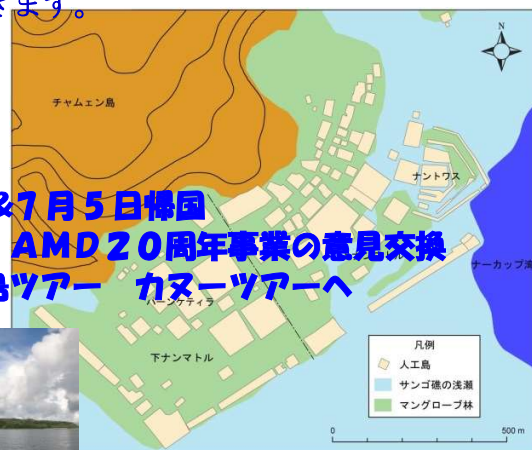 きます。
N
チャムェン島
ナントワス
&7月5日帰国
AMD20周年事業の意見交換
ナーカップ湾
ツアー カヌーツアーへ
パーンケティラ
下ナンマトル
凡例
人工島
サンゴ礁の浅瀬
マングローブ林
0 500 m